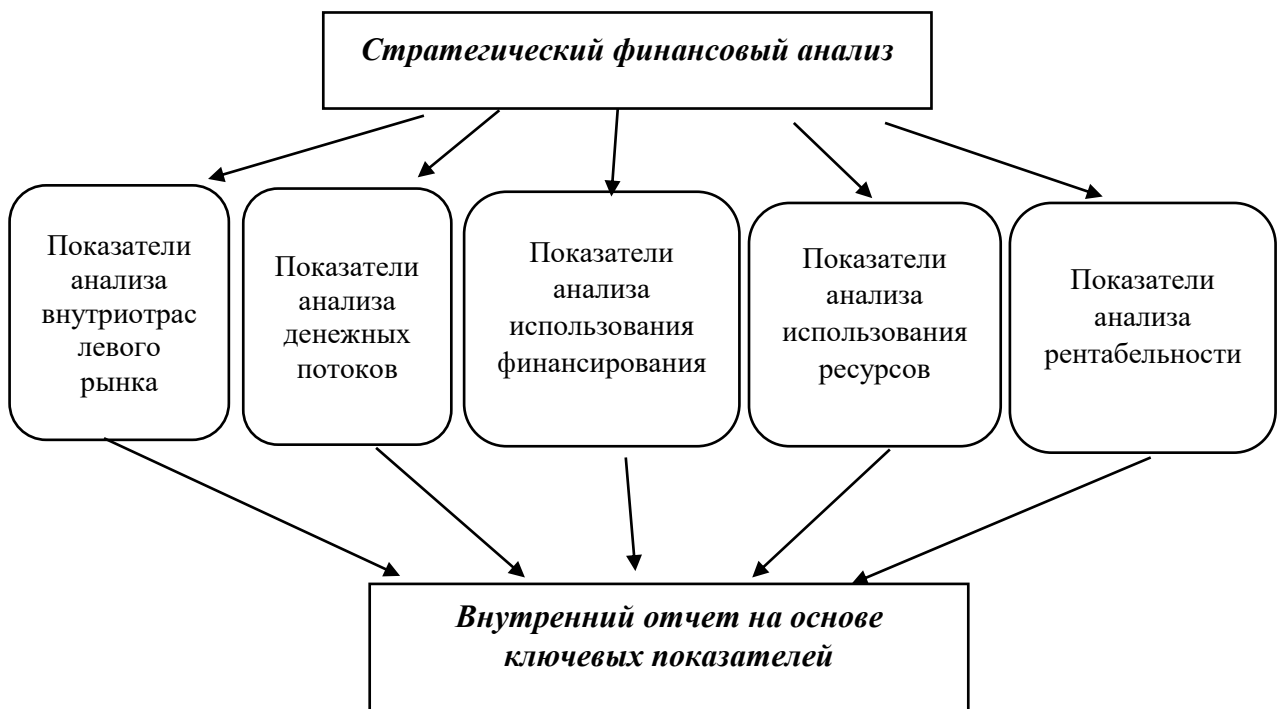 Стратегический финансовый анализ
Показатели
анализа
внутриотрас
левого
рынка
Показатели
анализа
денежных
потоков
Показатели
анализа
использования
финансирования
Показатели
анализа
использования
ресурсов
Показатели
анализа
рентабельности
Внутренний отчет на основе
ключевых показателей